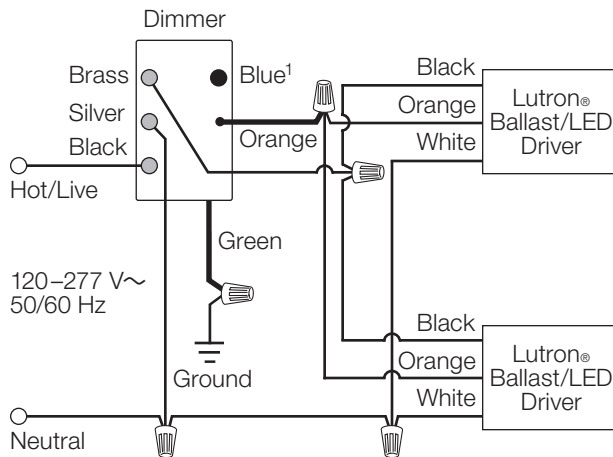 Dimmer
Brass
Blue¹
Silver
Orange
Black
Hot/Live
Green
120–277 V~
50/60 Hz
Ground
Neutral
Black
Orange
White
Lutron®
Ballast/LED
Driver
Black
Orange
White
Lutron®
Ballast/LED
Driver